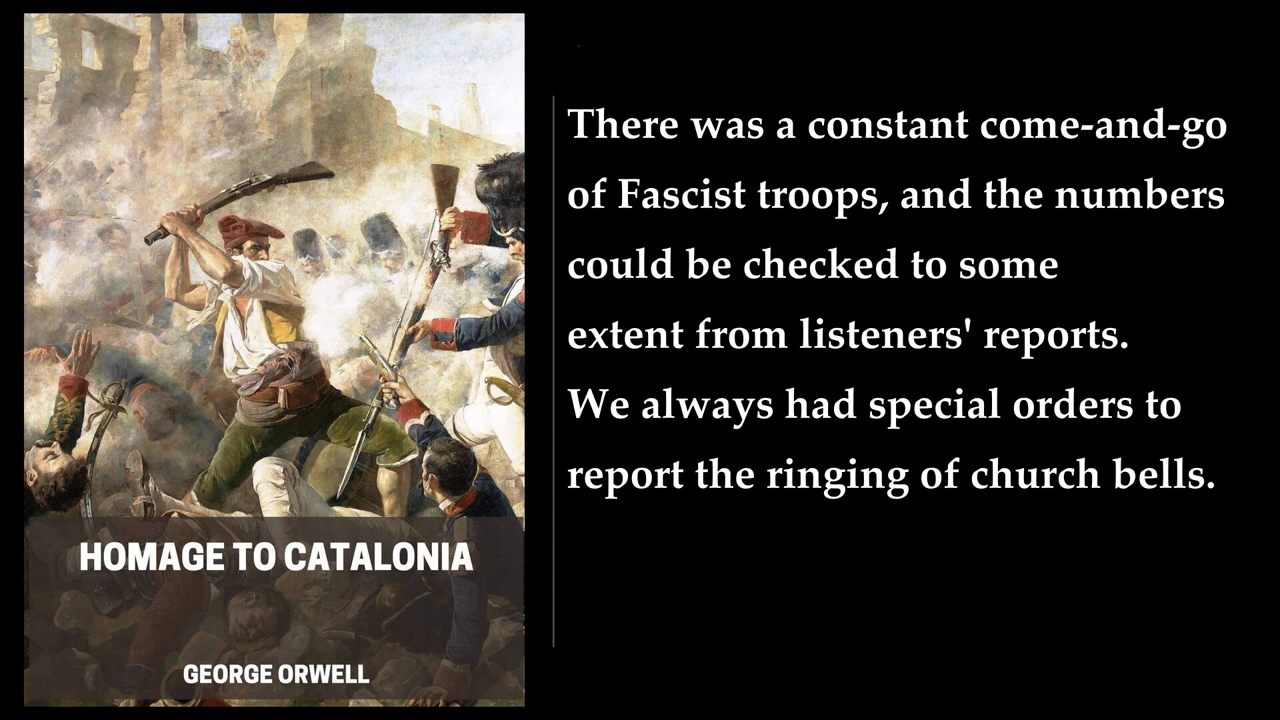 HOMAGE TO CATALONIA
GEORGE ORWELL
There was a constant come-and-go
of Fascist troops, and the numbers
could be checked to some
extent from listeners' reports.
We always had special orders to
report the ringing of church bells.